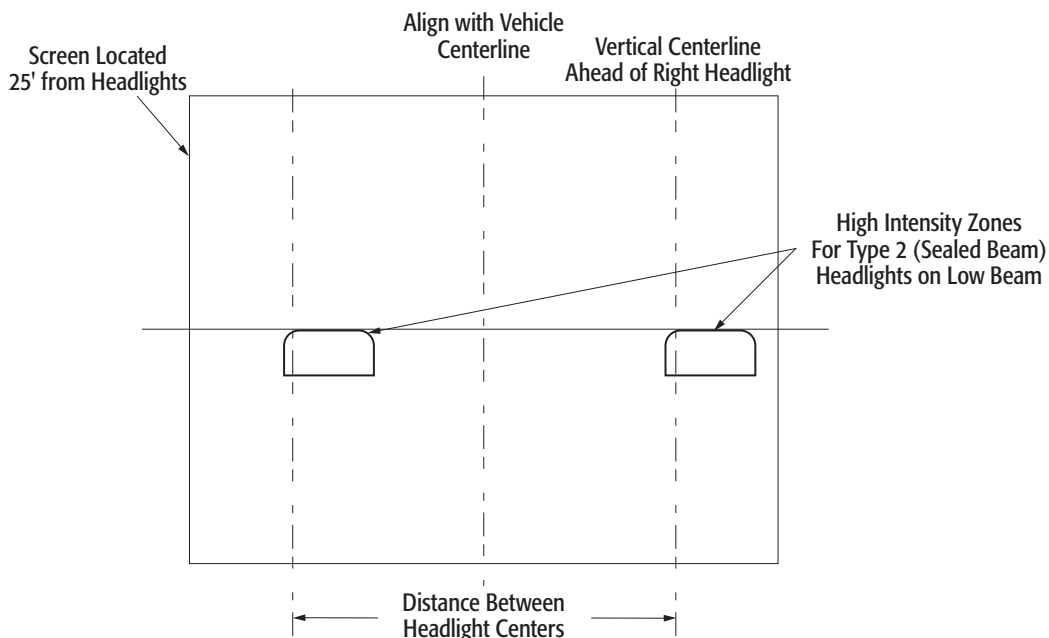 Align with Vehicle
Centerline
Screen Located
25' from Headlights
Vertical Centerline
Ahead of Right Headlight
High Intensity Zones
For Type 2 (Sealed Beam)
Headlights on Low Beam
Distance Between
Headlight Centers